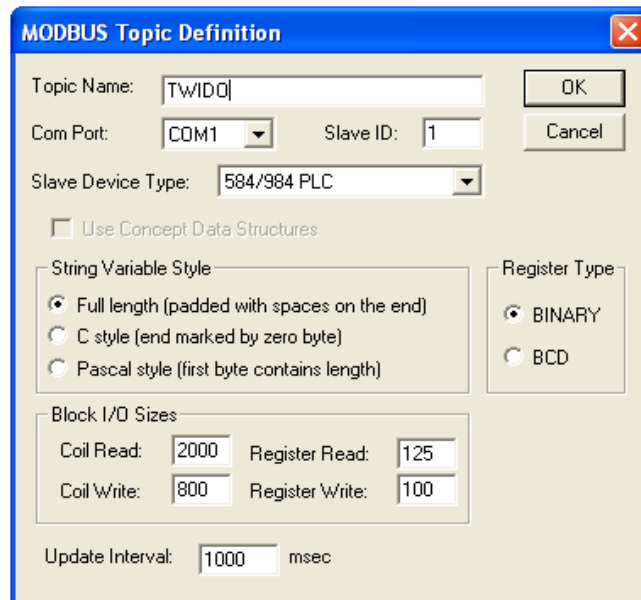 MODBUS Topic Definition
Topic Name: TWIDO OK
Com Port: COM1 Slave ID: 1 Cancel
Slave Device Type: 584/984 PLC
Use Concept Data Structures
String Variable Style Register Type
Full length (padded with spaces on the end) BINARY
C style (end marked by zero byte)
Pascal style (first byte contains length) BCD
Block I/O Sizes
Coil Read: 2000 Register Read: 125
Coil Write: 800 Register Write: 100
Update Interval: 1000 msec